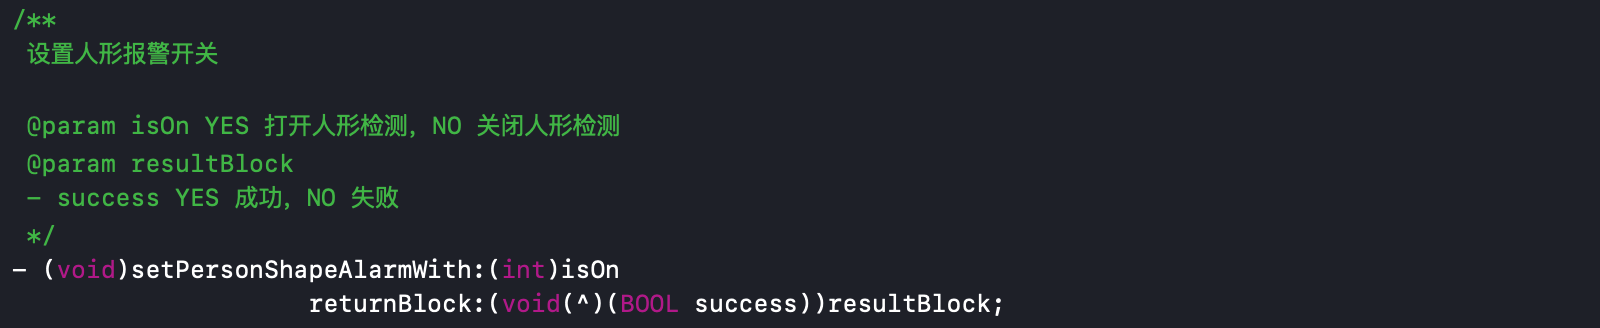 /**
设置人形报警开关
@param isOn YES 打开人形检测，NO 关闭人形检测
@param resultBlock
- success YES 成功，NO 失败
*/
- (void)setPersonShapeAlarmWith:(int)isOn
returnBlock:(void(^)(BOOL success))resultBlock;